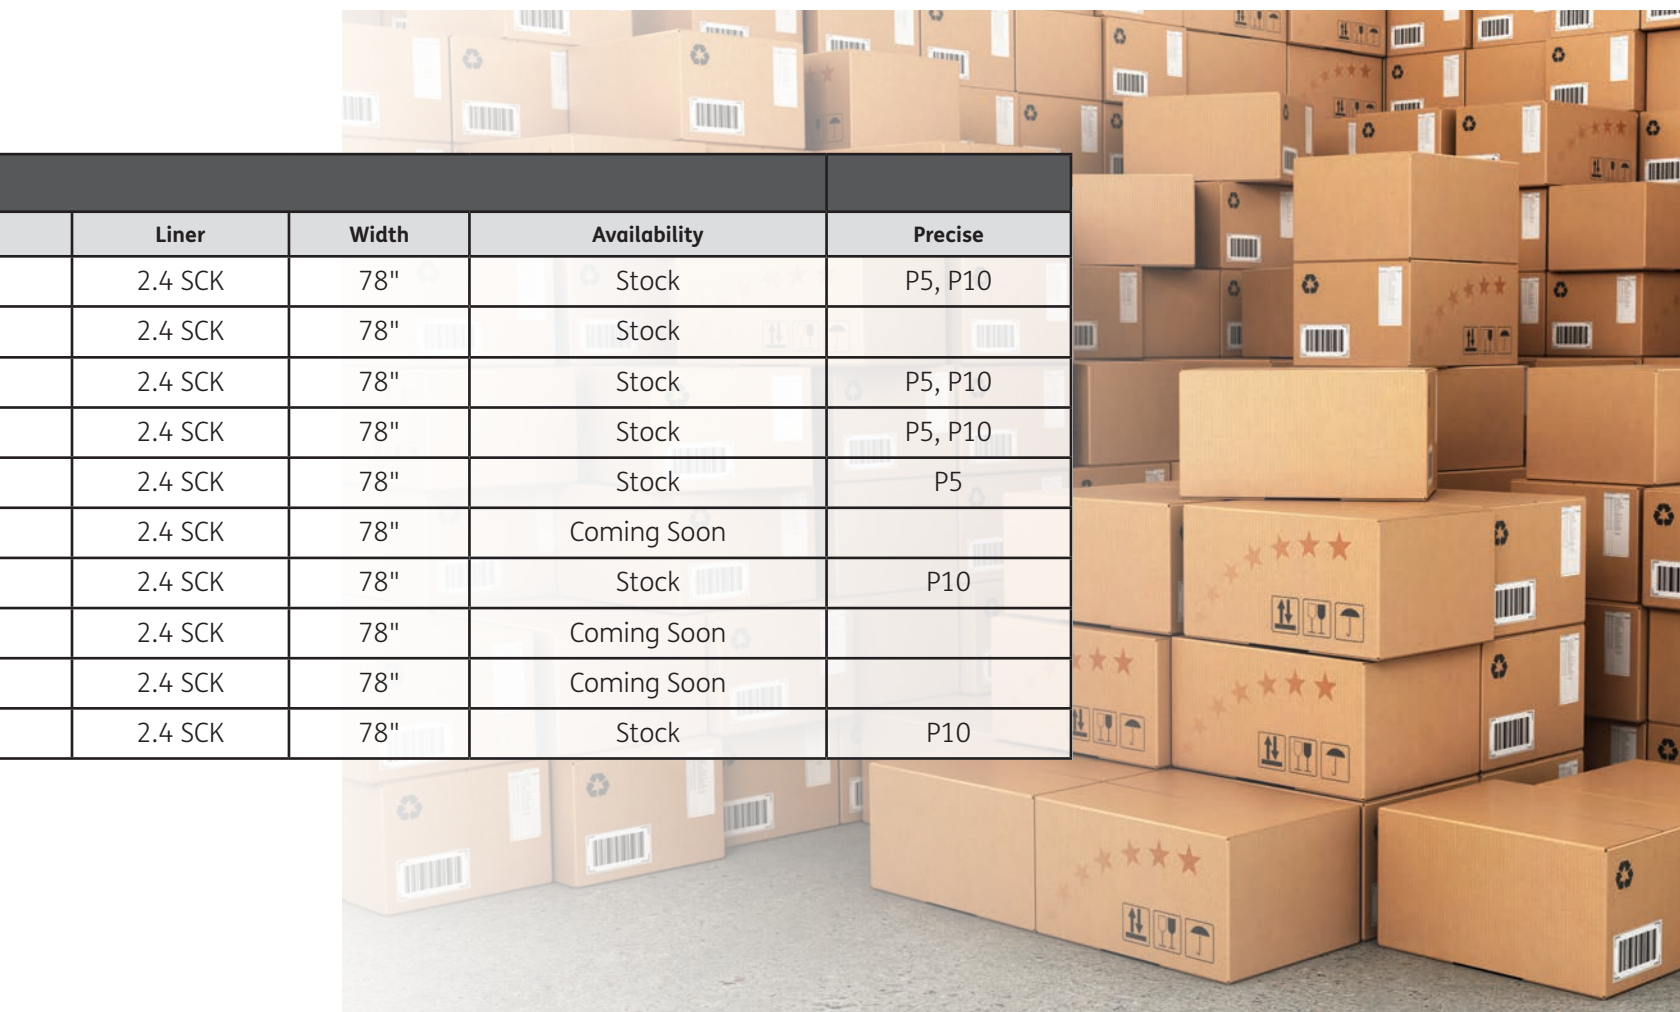 Liner Width Availability Precise
2.4 SCK 78" Stock P5, P10
2.4 SCK 78" Stock
2.4 SCK 78" Stock P5, P10
2.4 SCK 78" Stock P5, P10
2.4 SCK 78" Stock P5
2.4 SCK 78" Coming Soon
2.4 SCK 78" Stock P10
2.4 SCK 78" Coming Soon
2.4 SCK 78" Coming Soon
2.4 SCK 78" Stock P10